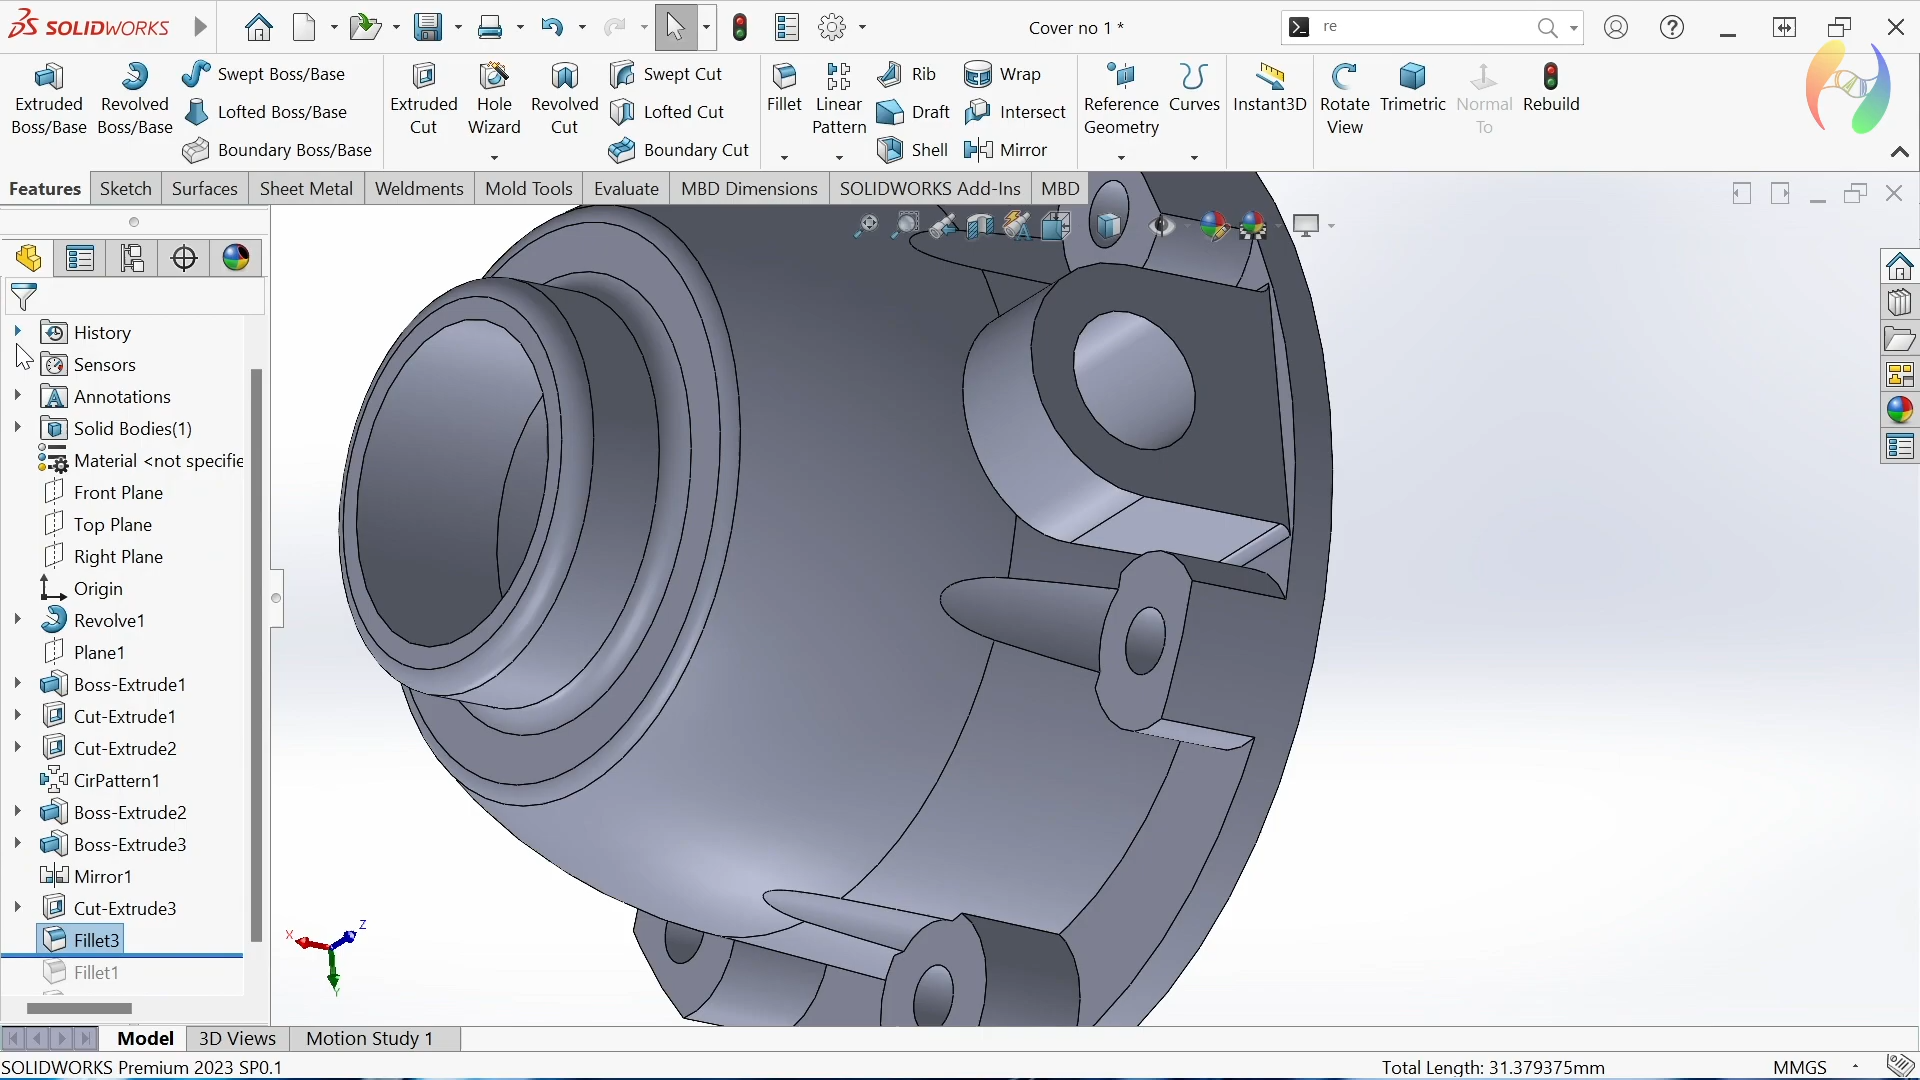 SOLIDWORKS
Cover no 1 *
re
Extruded Boss/Base
Revolved Boss/Base
Swept Boss/Base
Lofted Boss/Base
Boundary Boss/Base
Extruded Cut
Hole Wizard
Revolved Cut
Swept Cut
Lofted Cut
Boundary Cut
Fillet
Linear Pattern
Rib
Draft
Shell
Wrap
Intersect
Mirror
Reference Geometry
Curves
Instant3D
Rotate View
Trimetric
Normal To
Rebuild
Features
Sketch
Surfaces
Sheet Metal
Weldments
Mold Tools
Evaluate
MBD Dimensions
SOLIDWORKS Add-Ins
MBD
History
Sensors
Annotations
Solid Bodies(1)
Material <not specifie
Front Plane
Top Plane
Right Plane
Origin
Revolve1
Plane1
Boss-Extrude1
Cut-Extrude1
Cut-Extrude2
CirPattern1
Boss-Extrude2
Boss-Extrude3
Mirror1
Cut-Extrude3
Fillet3
Fillet1
X
Z
Y
Model
3D Views
Motion Study 1
SOLIDWORKS Premium 2023 SP0.1
Total Length: 31.379375mm
MMGS